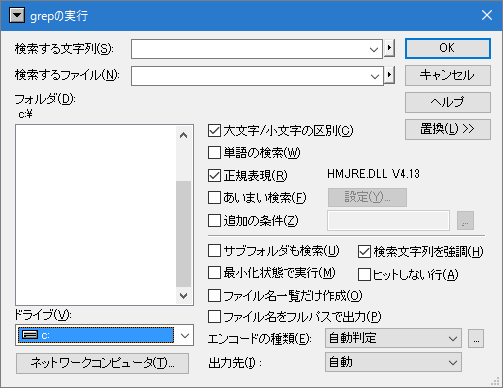 grepの実行
検索する文字列(S):
OK
検索するファイル(N):
キャンセル
フォルダ(D):
ヘルプ
c:¥
置換(L) >>
大文字/小文字の区別(C)
単語の検索(W)
正規表現(R) HMJRE.DLL V4.13
あいまい検索(F) 設定(Y)...
追加の条件(Z) ...
サブフォルダも検索(U) 検索文字列を強調(H)
最小化状態で実行(M) ヒットしない行(A)
ファイル名一覧だけ作成(O)
ファイル名をフルパスで出力(P)
ドライブ(V):
c:
エンコードの種類(E): 自動判定 ...
ネットワークコンピュータ(T)...
出力先(I) : 自動